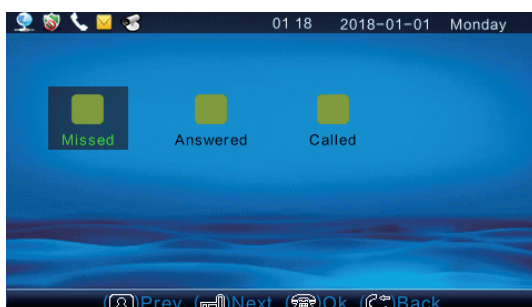 01 18 2018-01-01 Monday
Missed Answered Called
()Prev ()Next ()Ok ()Back